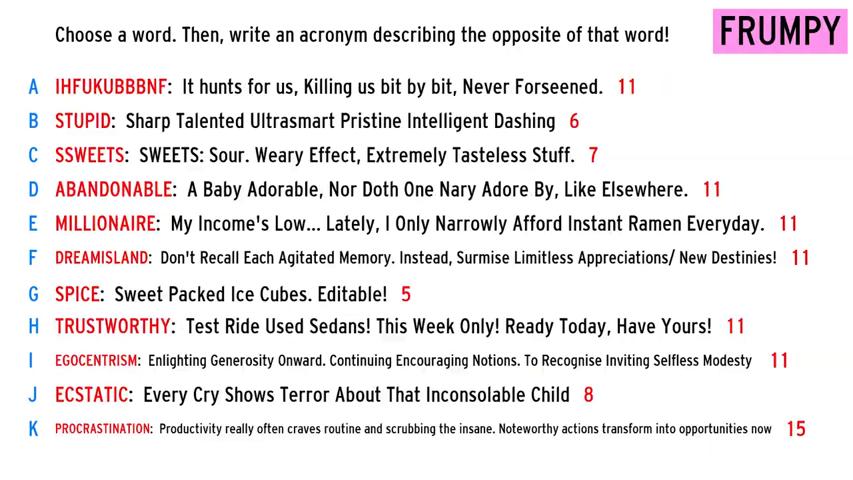 Choose a word. Then, write an acronym describing the opposite of that word! FRUMPY
A IHFUKUBBBNF: It hunts for us, Killing us bit by bit, Never Forseened. 11
B STUPID: Sharp Talented Ultrasmart Pristine Intelligent Dashing 6
C SSWEETS: SWEETS: Sour. Weary Effect, Extremely Tasteless Stuff. 7
D ABANDONABLE: A Baby Adorable, Nor Doth One Nary Adore By, Like Elsewhere. 11
E MILLIONAIRE: My Income's Low... Lately, I Only Narrowly Afford Instant Ramen Everyday. 11
F DREAMISLAND: Don't Recall Each Agitated Memory. Instead, Surmise Limitless Appreciations/ New Destinies! 11
G SPICE: Sweet Packed Ice Cubes. Editable! 5
H TRUSTWORTHY: Test Ride Used Sedans! This Week Only! Ready Today, Have Yours! 11
I EGOCENTRISM: Enlighting Generosity Onward. Continuing Encouraging Notions. To Recognise Inviting Selfless Modesty 11
J ECSTATIC: Every Cry Shows Terror About That Inconsolable Child 8
K PROCRASTINATION: Productivity really often craves routine and scrubbing the insane. Noteworthy actions transform into opportunities now 15